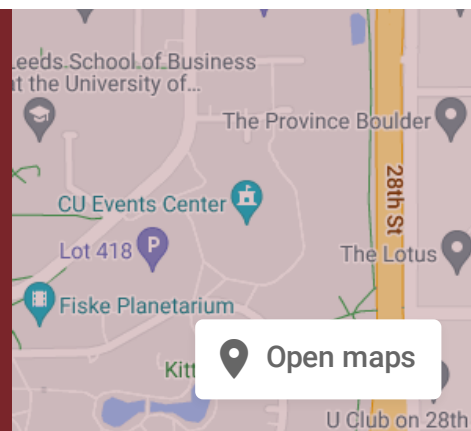 Leeds School of Business
at the University of...
The Province Boulder
28th St
CU Events Center
P
Lot 418
The Lotus
Fiske Planetarium
Open maps
Kitt
U Club on 28th